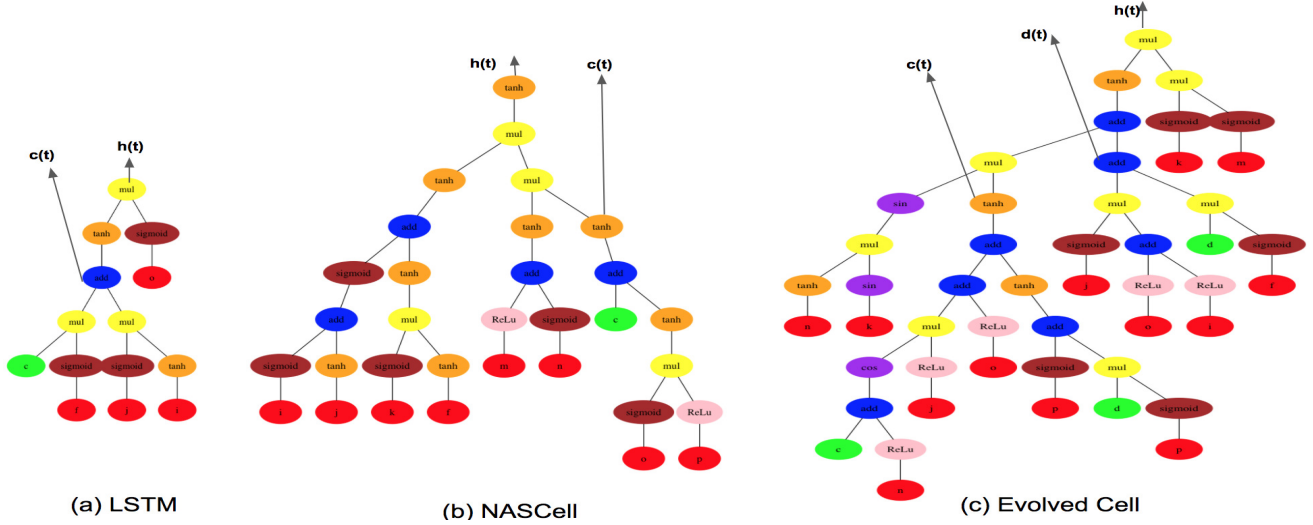 h(t)
mul
d(t)
h(t) c(t) c(t)
tanh mul
tanh
add sigmoid sigmoid
mul
c(t) h(t)
mul add k m
tanh mul
mul
sin tanh mul mul
add tanh tanh
tanh sigmoid
mul add sigmoid add d sigmoid
add o
sigmoid tanh add add
tanh sin add tanh j ReLu ReLu f
mul mul
add mul ReLu sigmoid c tanh
n k mul ReLu add o i
c sigmoid sigmoid tanh
sigmoid tanh sigmoid tanh m n mul
cos ReLu o sigmoid mul
f j i
i j k f sigmoid ReLu
add j p d sigmoid
o p
c ReLu p
n
(a) LSTM
(b) NASCell
(c) Evolved Cell